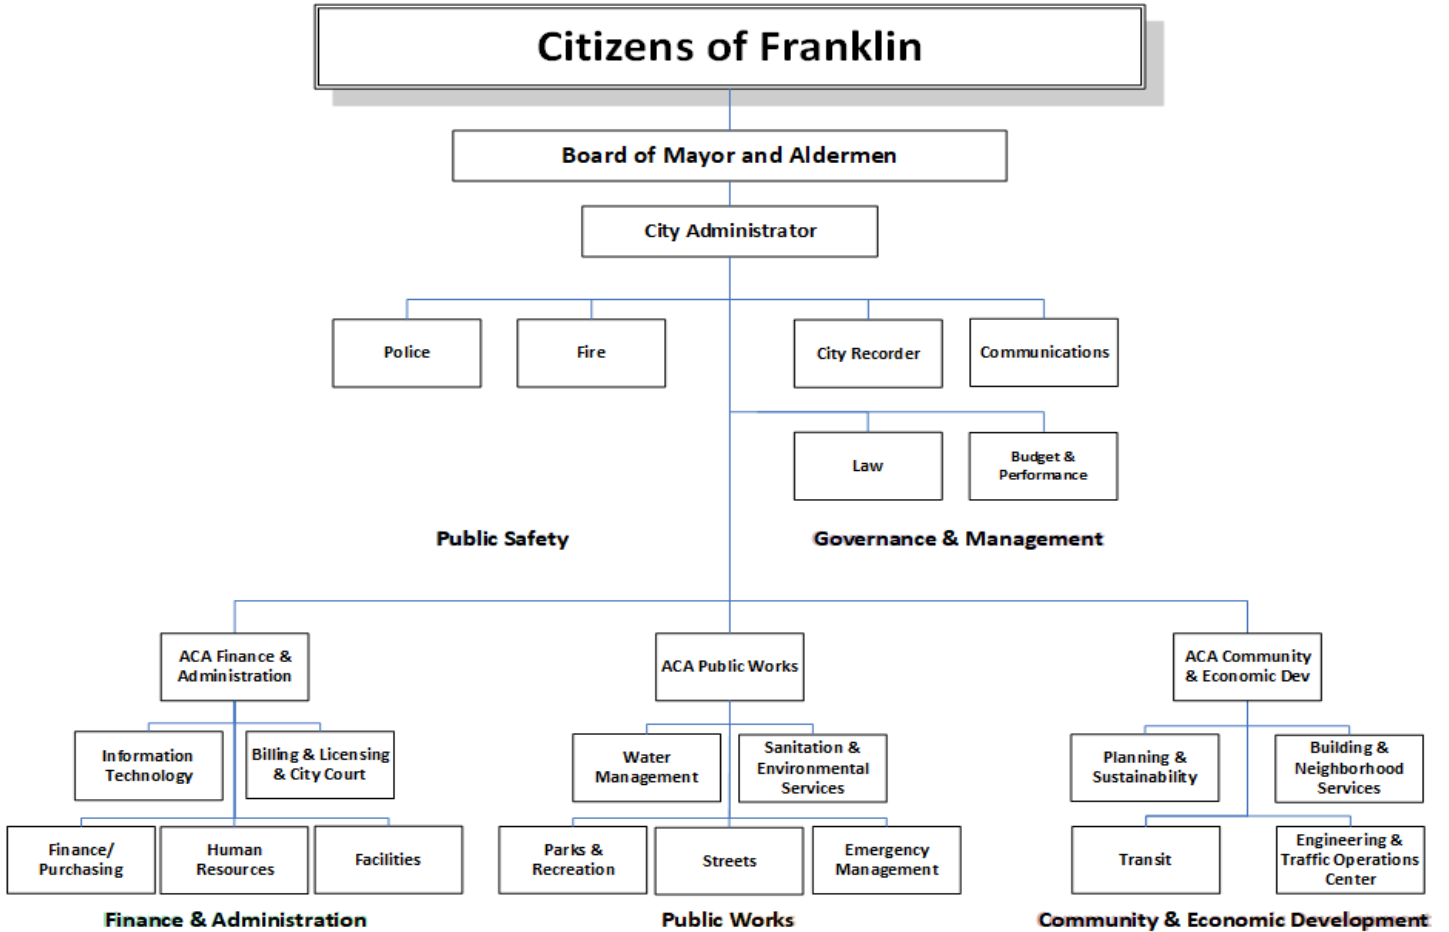 Citizens of Franklin
Board of Mayor and Aldermen
City Administrator
Police
Fire
City Recorder
Communications
Law
Budget &
Performance
Public Safety
Governance & Management
ACA Finance &
Administration
ACA Public Works
ACA Community
& Economic Dev
Information
Technology
Billing & Licensing
& City Court
Water
Management
Sanitation &
Environmental
Services
Planning &
Sustainability
Building &
Neighborhood
Services
Finance/
Purchasing
Human
Resources
Facilities
Parks &
Recreation
Streets
Emergency
Management
Transit
Engineering &
Traffic Operations
Center
Finance & Administration
Public Works
Community & Economic Development